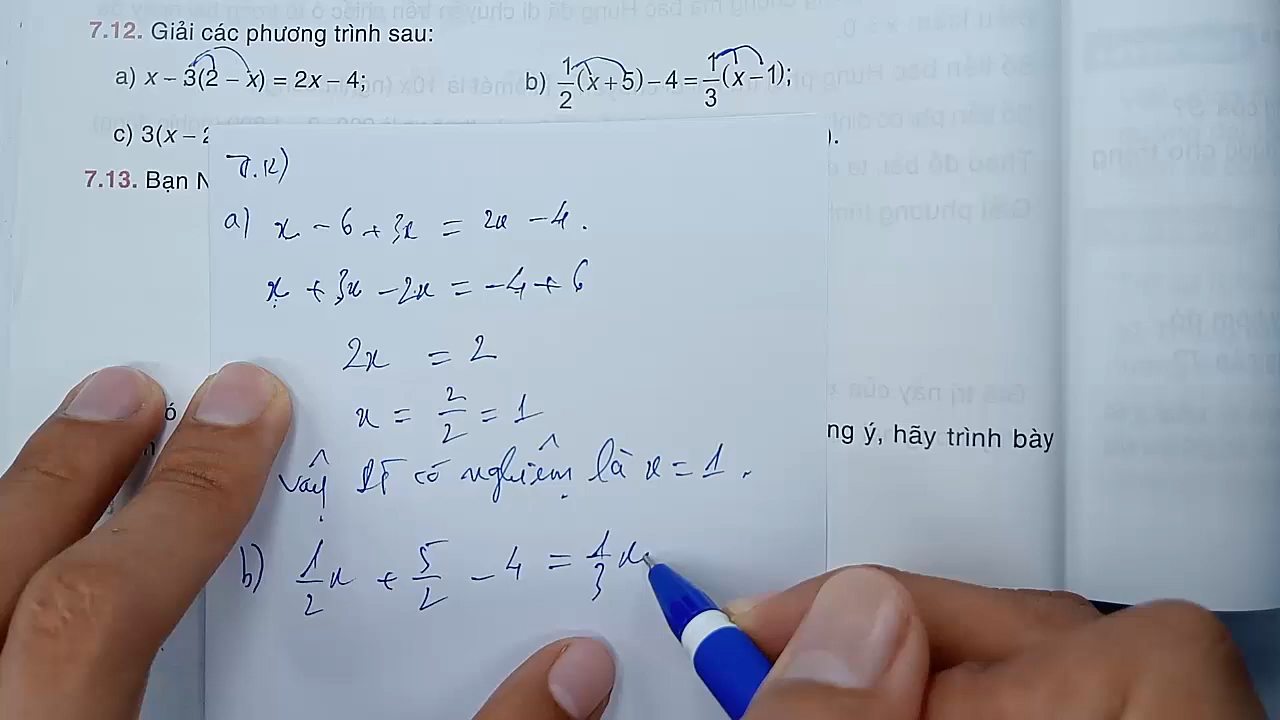 7.12. Giải các phương trình sau:
a) x – 3(2 – x) = 2x – 4;
b) 1/2(x + 5) – 4 = 1/3(x – 1);
c) 3(x – 2
).
7.13. Bạn N
ng ý, hãy trình bày
7.12)
a) x - 6 + 3x = 2x - 4.
x + 3x - 2x = -4 + 6
2x = 2
x = 2/2 = 1
Vậy PT có nghiệm là x = 1.
b) 1/2x + 5/2 - 4 = 1/3x